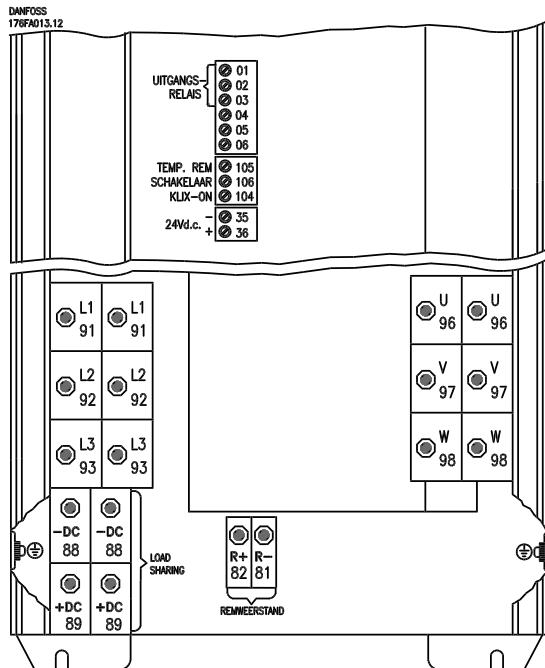 DANFOSS
176FA013.12
UITGANGS-
RELAIS
01
02
03
04
05
06
TEMP. REM 105
SCHAKELAAR 106
KLIX-ON 104
24Vd.c.
- 35
+ 36
L1 L1 U U
91 91 96 96
L2 L2 V V
92 92 97 97
L3 L3 W W
93 93 98 98
-DC -DC
88 88
LOAD
SHARING
R+ R-
82 81
+DC +DC
89 89
REMWEERSTAND